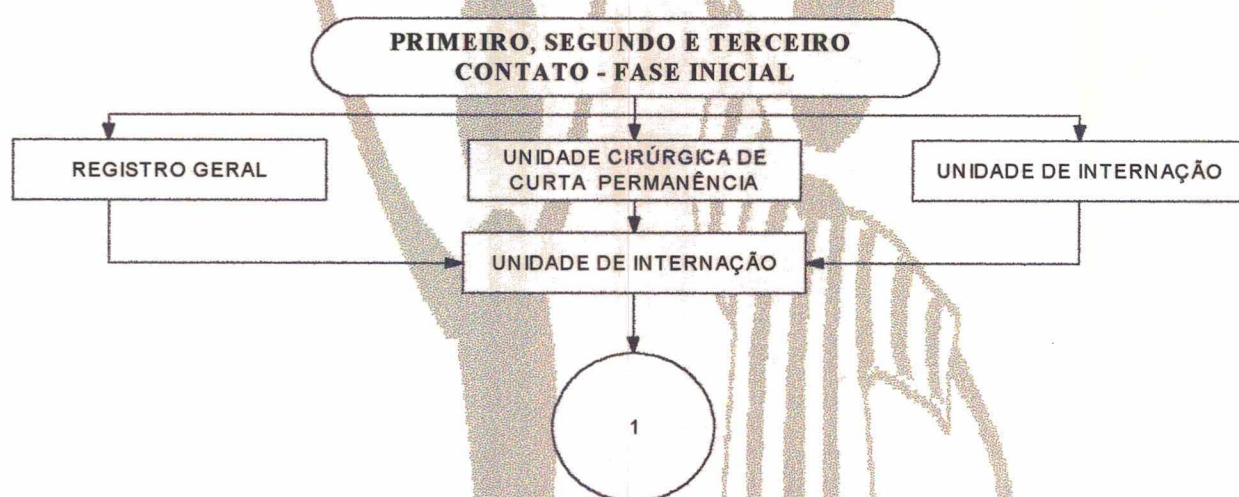 PRIMEIRO, SEGUNDO E TERCEIRO
CONTATO - FASE INICIAL
REGISTRO GERAL
UNIDADE CIRÚRGICA DE
CURTA PERMANÊNCIA
UNIDADE DE INTERNAÇÃO
UNIDADE DE INTERNAÇÃO
1